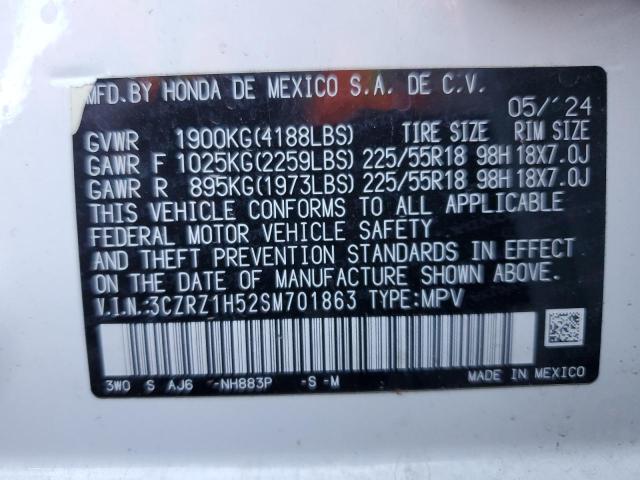 MFD.BY HONDA DE MEXICO S.A. DE C.V.
05/'24
GVWR 1900KG(4188LBS) TIRE SIZE RIM SIZE
GAWR F 1025KG(2259LBS) 225/55R18 98H 18X7.0J
GAWR R 895KG(1973LBS) 225/55R18 98H 18X7.0J
THIS VEHICLE CONFORMS TO ALL APPLICABLE
FEDERAL MOTOR VEHICLE SAFETY
AND THEFT PREVENTION STANDARDS IN EFFECT
ON THE DATE OF MANUFACTURE SHOWN ABOVE.
V.I.N:3CZRZ1H52SM701863 TYPE:MPV
3W0 S AJ6 -NH883P -S -M MADE IN MEXICO